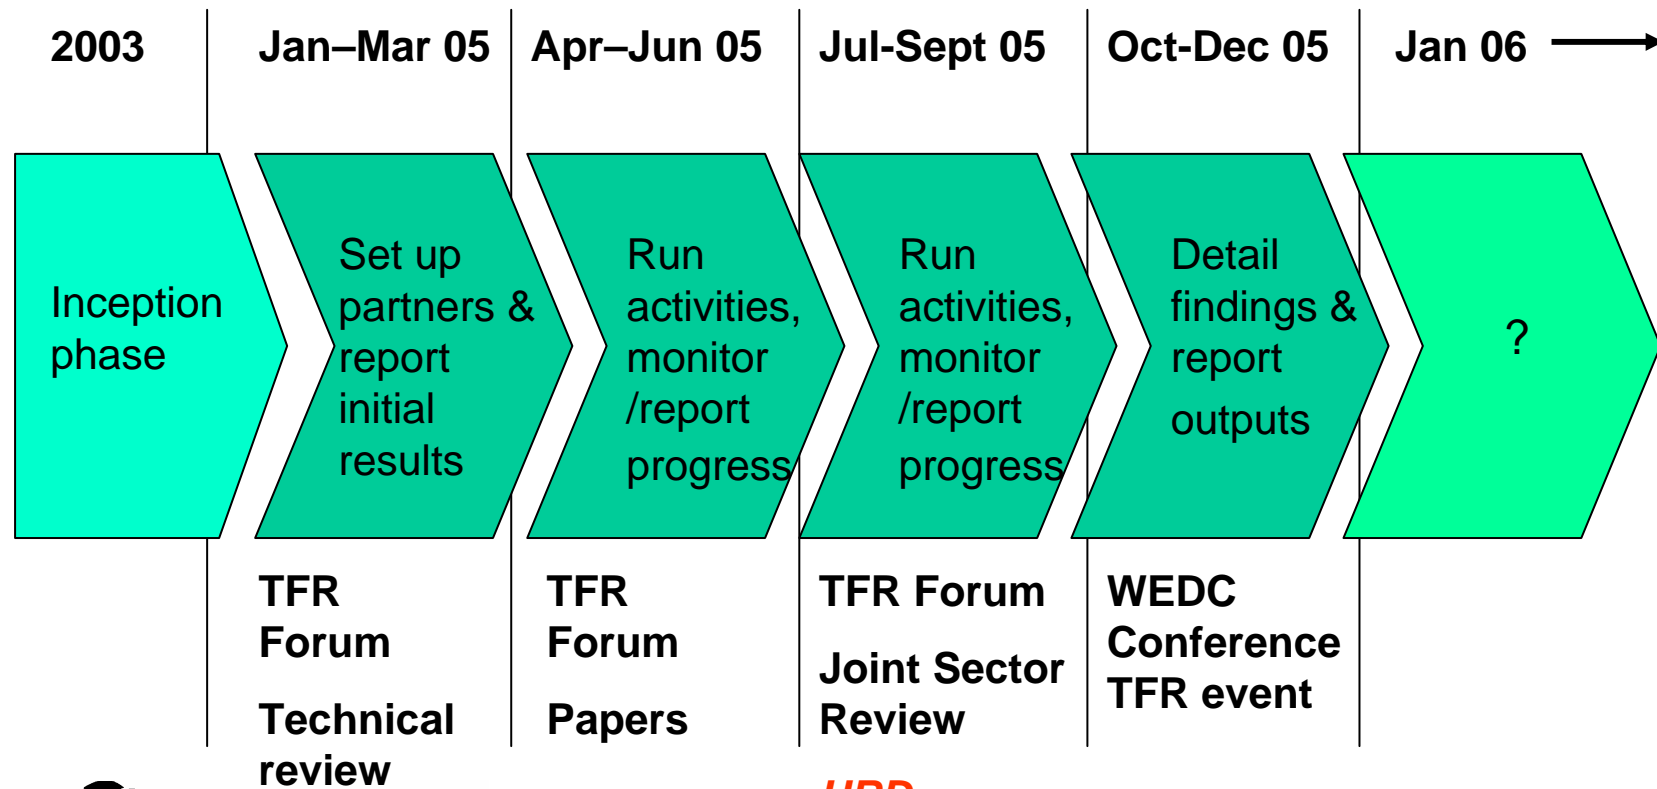 2003
Jan–Mar 05
Apr–Jun 05
Jul-Sept 05
Oct-Dec 05
Jan 06
Inception
phase
Set up
partners &
report
initial
results
Run
activities,
monitor
/report
progress
Run
activities,
monitor
/report
progress
Detail
findings &
report
outputs
?
TFR
Forum
Technical
review
TFR
Forum
Papers
TFR Forum
Joint Sector
Review
WEDC
Conference
TFR event